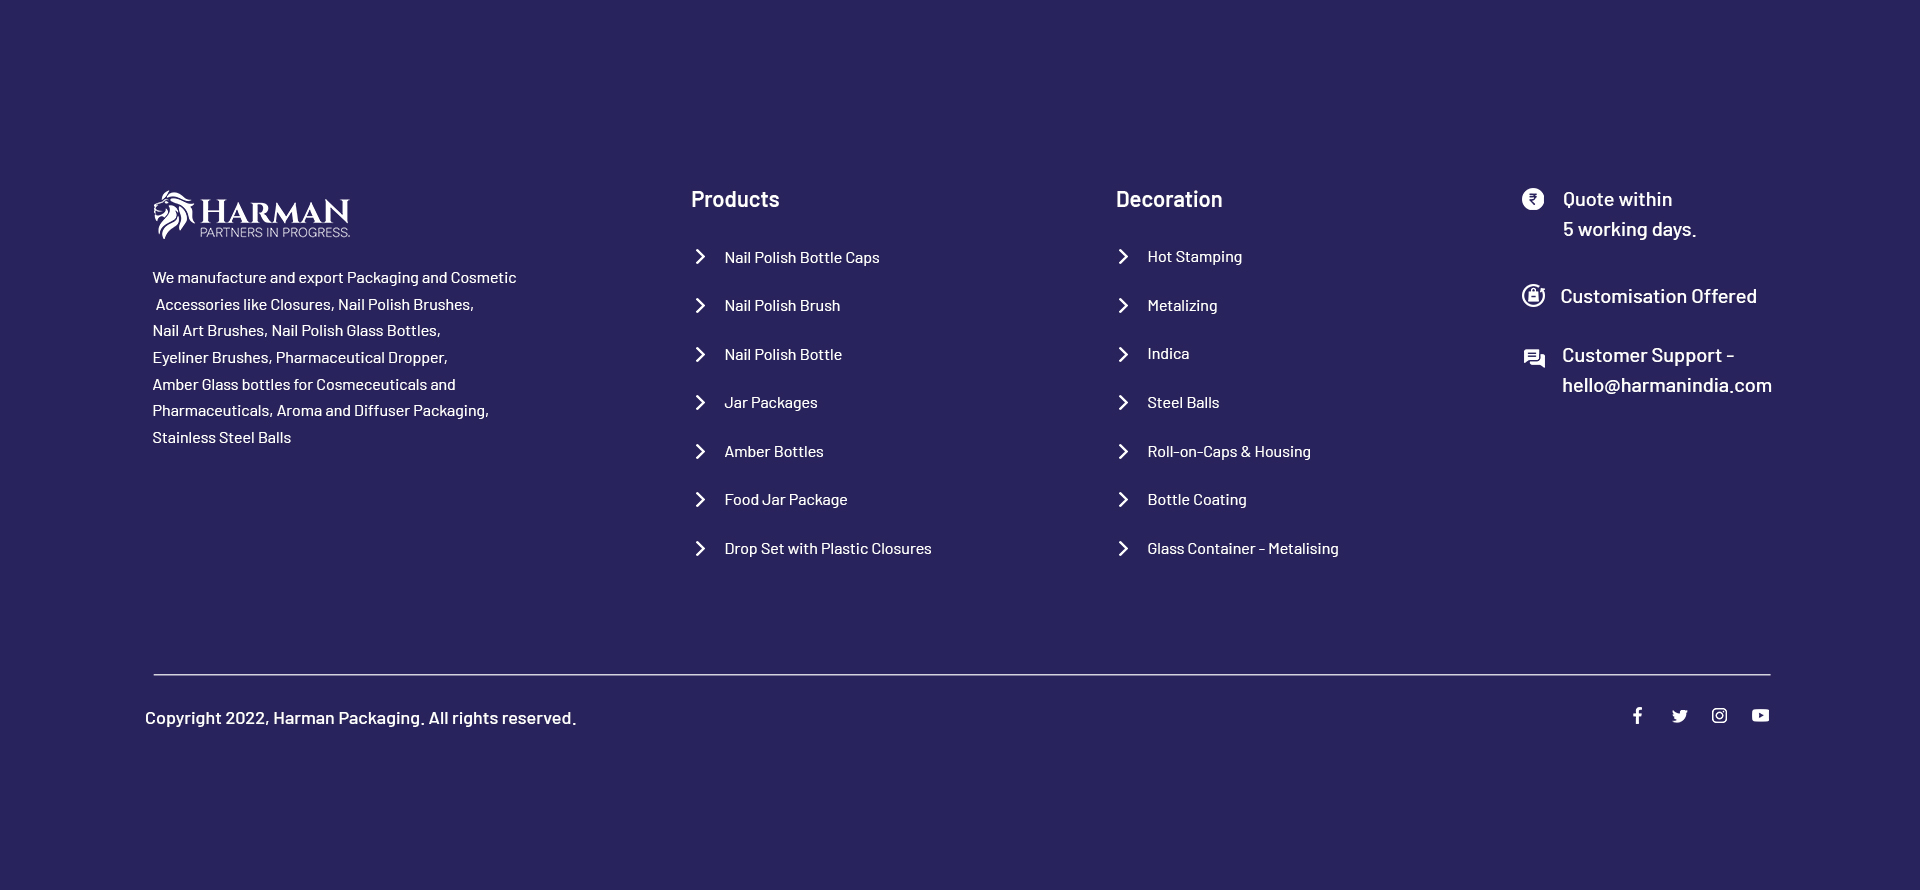 HARMAN
PARTNERS IN PROGRESS.
We manufacture and export Packaging and Cosmetic
Accessories like Closures, Nail Polish Brushes,
Nail Art Brushes, Nail Polish Glass Bottles,
Eyeliner Brushes, Pharmaceutical Dropper,
Amber Glass bottles for Cosmeceuticals and
Pharmaceuticals, Aroma and Diffuser Packaging,
Stainless Steel Balls
Products
Nail Polish Bottle Caps
Nail Polish Brush
Nail Polish Bottle
Jar Packages
Amber Bottles
Food Jar Package
Drop Set with Plastic Closures
Decoration
Hot Stamping
Metalizing
Indica
Steel Balls
Roll-on-Caps & Housing
Bottle Coating
Glass Container - Metalising
₹
Quote within
5 working days.
Customisation Offered
Customer Support -
hello@harmanindia.com
Copyright 2022, Harman Packaging. All rights reserved.